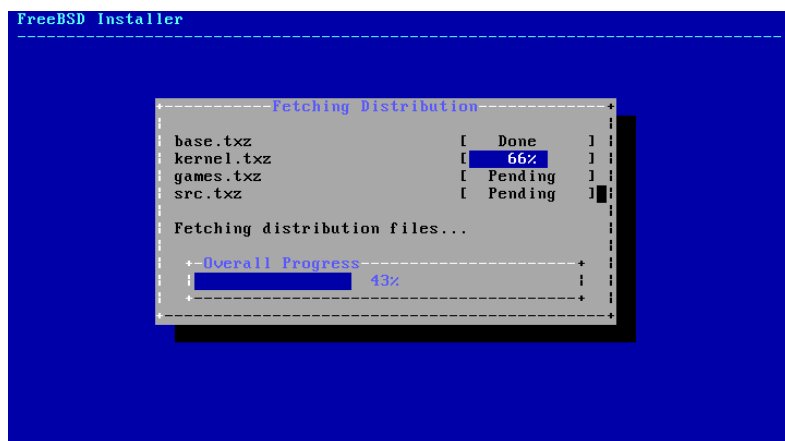 FreeBSD Installer
Fetching Distribution
base.txz [ Done ]
kernel.txz [ 66% ]
games.txz [ Pending ]
src.txz [ Pending ]
Fetching distribution files...
Overall Progress
43%